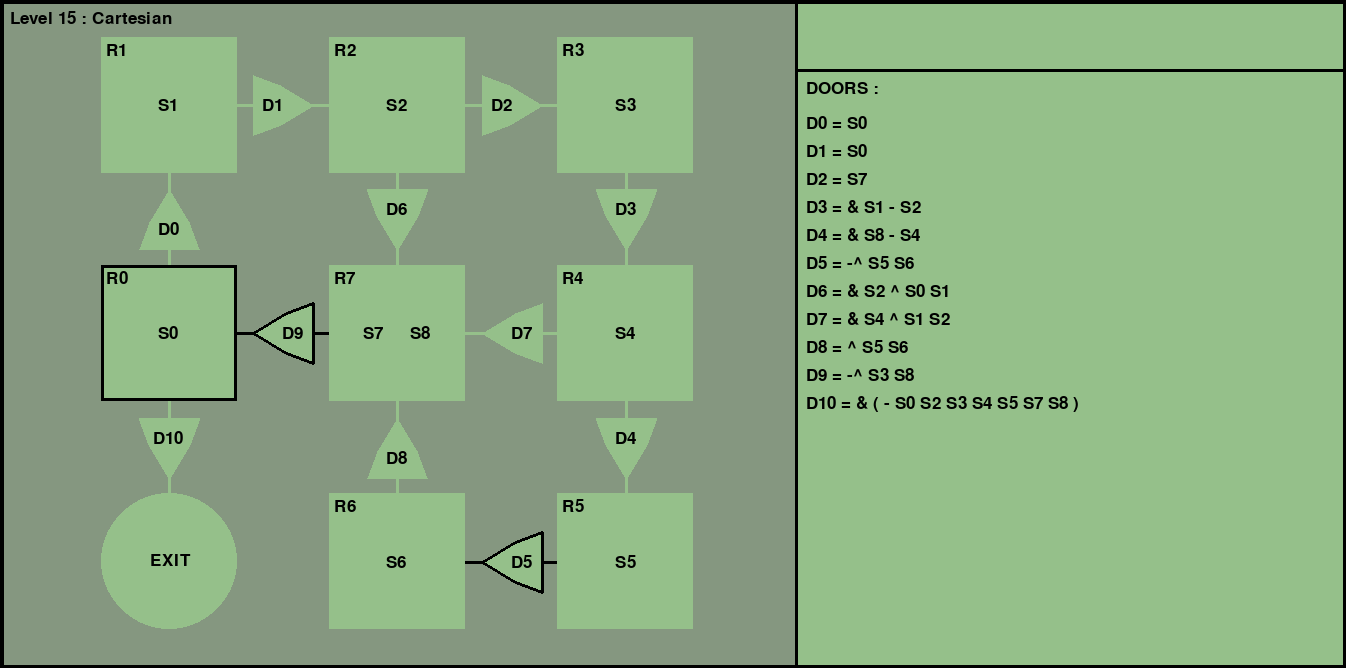 Level 15 : Cartesian
R1
R2
R3
S1
D1
S2
D2
S3
D0
D6
D3
R0
R7
R4
S0
D9
S7 S8
D7
S4
D10
D8
D4
R6
R5
EXIT
S6
D5
S5
DOORS :
D0 = S0
D1 = S0
D2 = S7
D3 = & S1 - S2
D4 = & S8 - S4
D5 = -^ S5 S6
D6 = & S2 ^ S0 S1
D7 = & S4 ^ S1 S2
D8 = ^ S5 S6
D9 = -^ S3 S8
D10 = & ( - S0 S2 S3 S4 S5 S7 S8 )